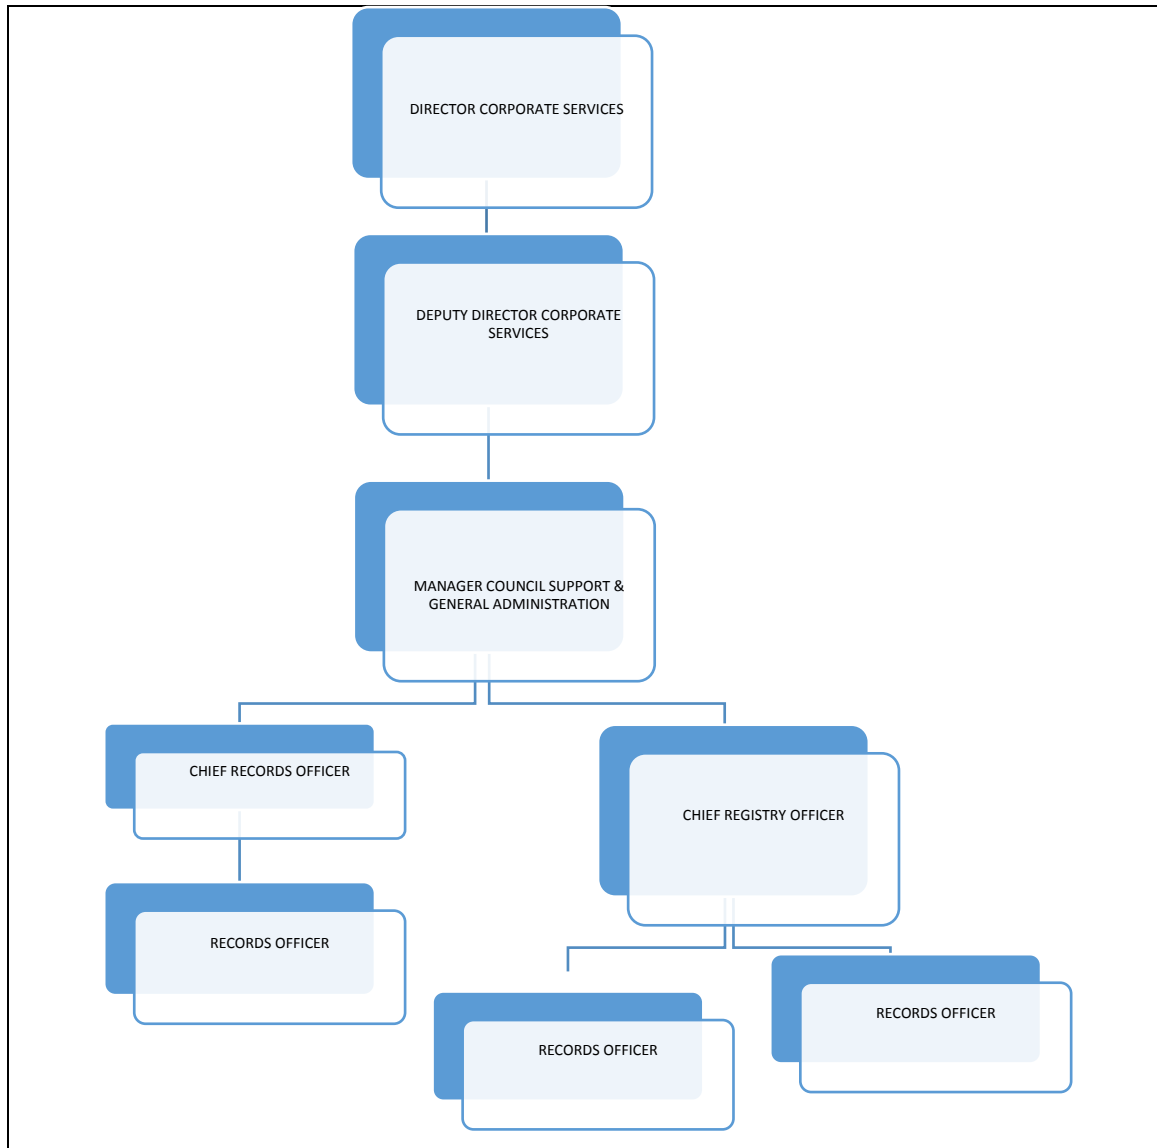 DIRECTOR CORPORATE SERVICES
DEPUTY DIRECTOR CORPORATE
SERVICES
MANAGER COUNCIL SUPPORT &
GENERAL ADMINISTRATION
CHIEF RECORDS OFFICER
CHIEF REGISTRY OFFICER
RECORDS OFFICER
RECORDS OFFICER
RECORDS OFFICER